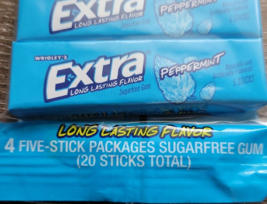 Extra
LONG LASTING FLAVOR
PEPPERMINT
WRIGLEY'S
Extra
LONG LASTING FLAVOR
PEPPERMINT
Sugarfree Gum
LONG LASTING FLAVOR
4 FIVE-STICK PACKAGES SUGARFREE GUM
(20 STICKS TOTAL)